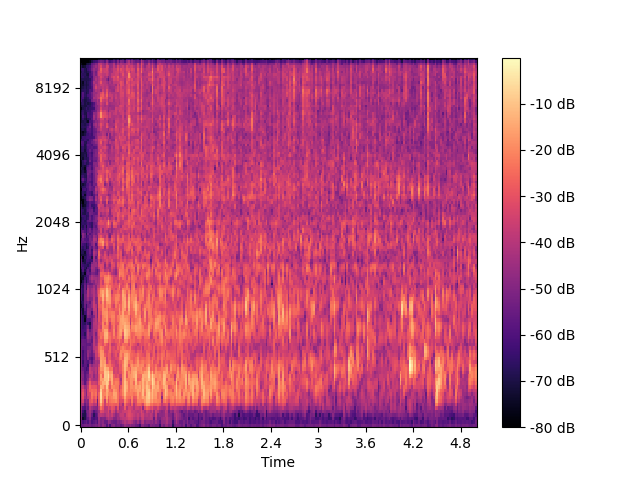 8192
4096
2048
1024
512
0
Hz
0 0.6 1.2 1.8 2.4 3 3.6 4.2 4.8
Time
-10 dB
-20 dB
-30 dB
-40 dB
-50 dB
-60 dB
-70 dB
-80 dB